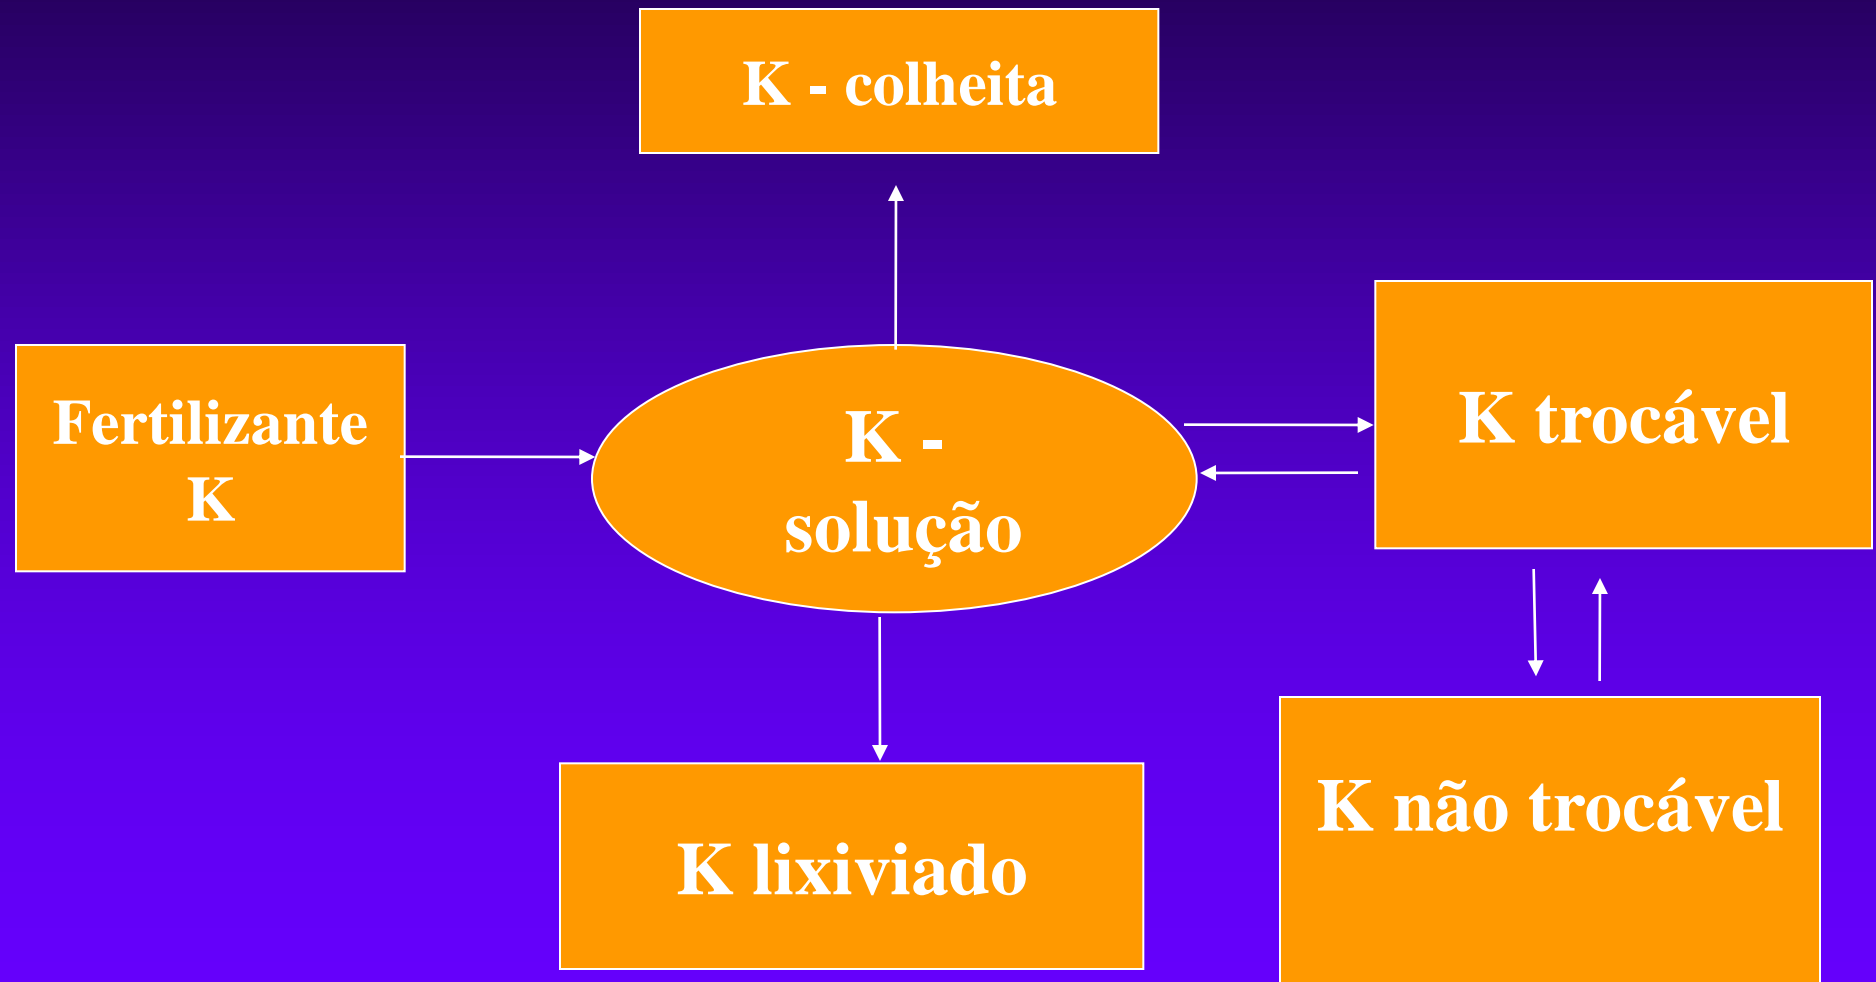 K - colheita
Fertilizante
K
K -
solução
K trocável
K lixiviado
K não trocável